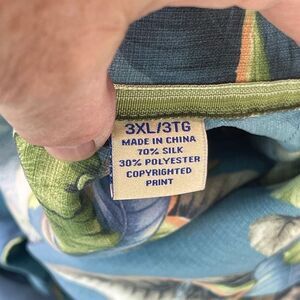 3XL/3TG
MADE IN CHINA
70% SILK
30% POLYESTER
COPYRIGHTED
PRINT